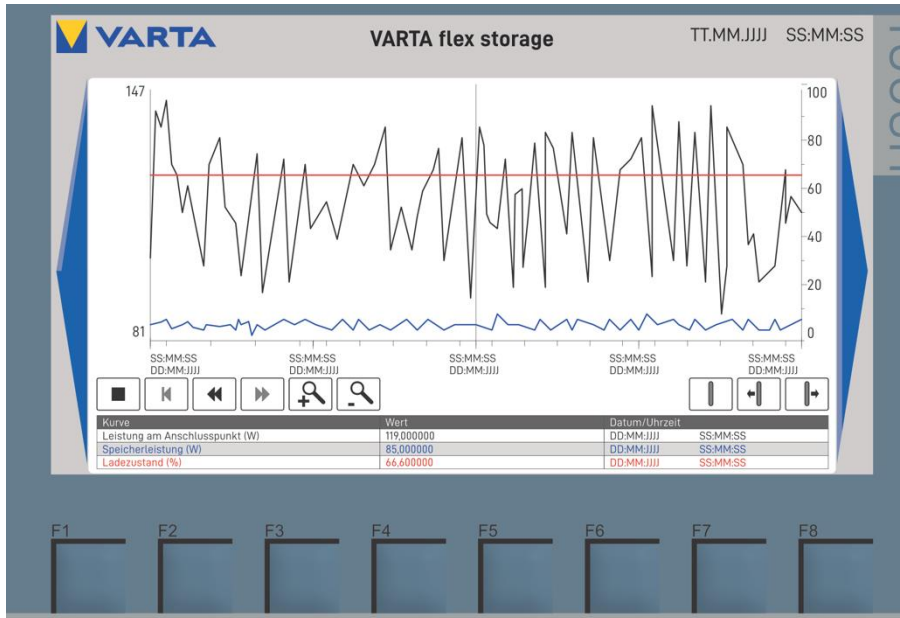 VARTA
VARTA flex storage
TT.MM.JJJJ SS:MM:SS
TOUCH
147
100
80
60
40
20
81
0
SS:MM:SS SS:MM:SS SS:MM:SS SS:MM:SS SS:MM:SS
DD:MM:JJJJ DD:MM:JJJJ DD:MM:JJJJ DD:MM:JJJJ DD:MM:JJJJ
+ -
Kurve Wert Datum/Uhrzeit
Leistung am Anschlusspunkt (W) 119,000000 DD:MM:JJJJ SS:MM:SS
Speicherleistung (W) 85,000000 DD:MM:JJJJ SS:MM:SS
Ladezustand (%) 66,600000 DD:MM:JJJJ SS:MM:SS
F1 F2 F3 F4 F5 F6 F7 F8